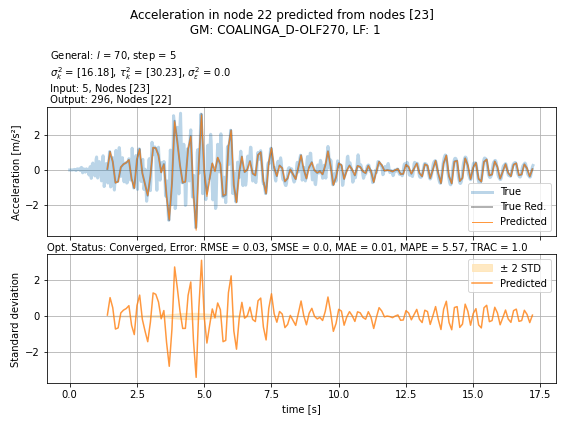 Acceleration in node 22 predicted from nodes [23]
GM: COALINGA_D-OLF270, LF: 1
General: l = 70, step = 5
σ²ₖ = [16.18], τ²ₖ = [30.23], σ²ₑ = 0.0
Input: 5, Nodes [23]
Output: 296, Nodes [22]
Acceleration [m/s²]
2
0
−2
True
True Red.
Predicted
Opt. Status: Converged, Error: RMSE = 0.03, SMSE = 0.0, MAE = 0.01, MAPE = 5.57, TRAC = 1.0
Standard deviation
2
0
−2
± 2 STD
Predicted
0.0 2.5 5.0 7.5 10.0 12.5 15.0 17.5
time [s]